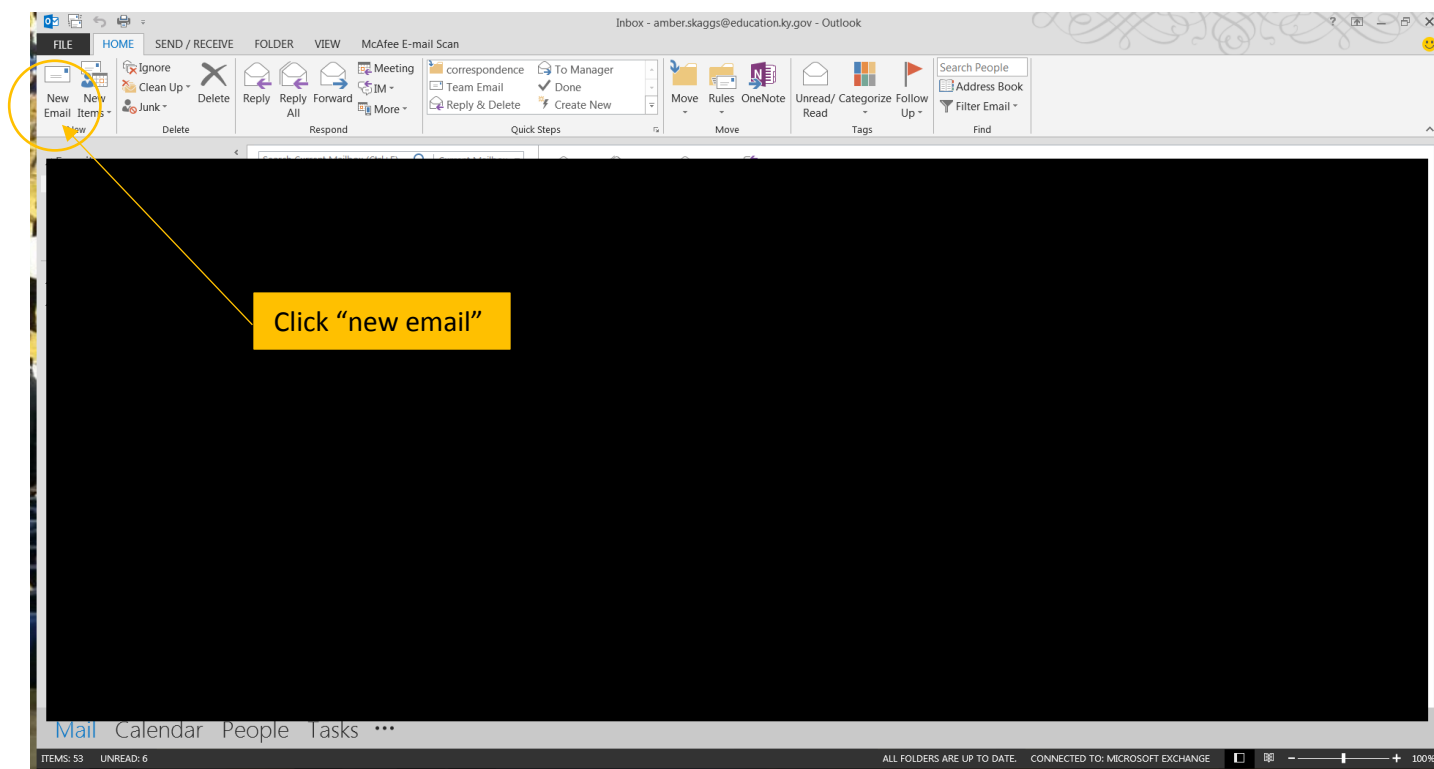 Inbox - amber.skaggs@education.ky.gov - Outlook
?
FILE HOME SEND / RECEIVE FOLDER VIEW McAfee E-mail Scan
New Email
New Items
New
Ignore
Clean Up
Junk
Delete
Delete
Reply
Reply All
Forward
Meeting
IM
More
Respond
correspondence
Team Email
Reply & Delete
To Manager
Done
Create New
Quick Steps
Move
Rules
OneNote
Move
Unread/ Read
Categorize
Follow Up
Tags
Search People
Address Book
Filter Email
Find
Click “new email”
Mail Calendar People Tasks •••
ITEMS: 53 UNREAD: 6
ALL FOLDERS ARE UP TO DATE. CONNECTED TO: MICROSOFT EXCHANGE
100%